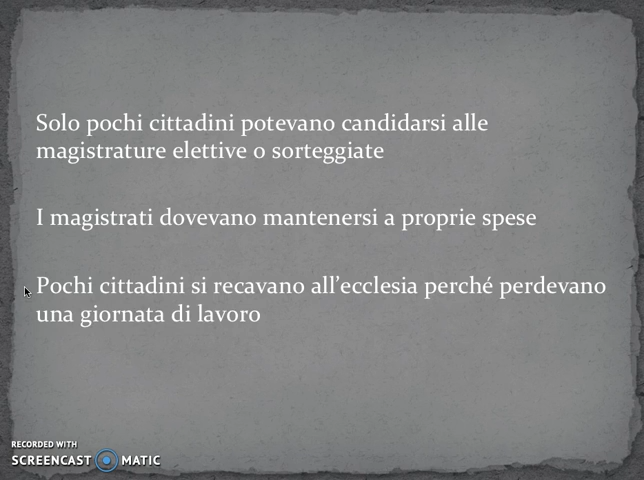 Solo pochi cittadini potevano candidarsi alle
magistrature elettive o sorteggiate
I magistrati dovevano mantenersi a proprie spese
Pochi cittadini si recavano all’ecclesia perché perdevano
una giornata di lavoro
RECORDED WITH
SCREENCAST MATIC